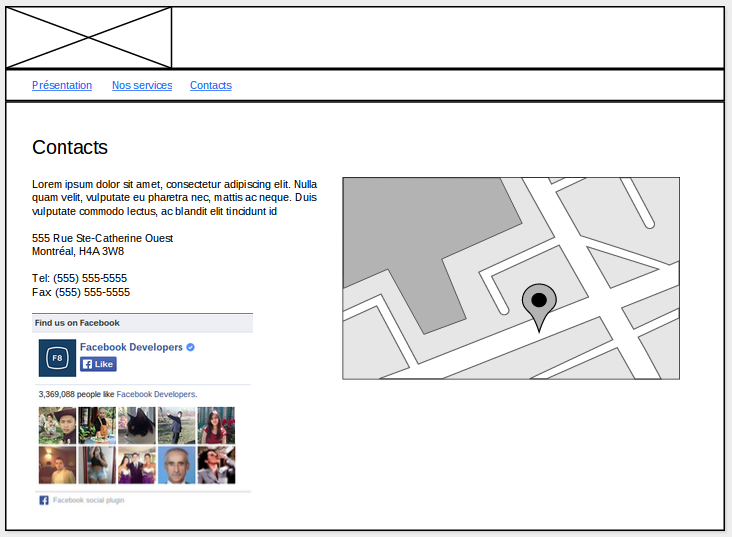 Présentation Nos services Contacts
Contacts
Lorem ipsum dolor sit amet, consectetur adipiscing elit. Nulla
quam velit, vulputate eu pharetra nec, mattis ac neque. Duis
vulputate commodo lectus, ac blandit elit tincidunt id
555 Rue Ste-Catherine Ouest
Montréal, H4A 3W8
Tel: (555) 555-5555
Fax: (555) 555-5555
Find us on Facebook
F8
Facebook Developers
Like
3,369,088 people like Facebook Developers.
Facebook social plugin